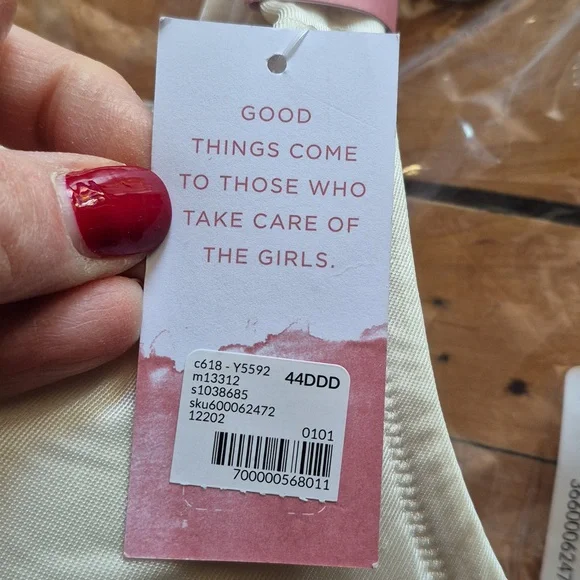 GOOD
THINGS COME
TO THOSE WHO
TAKE CARE OF
THE GIRLS.
c618 - Y5592
m13312 44DDD
s1038685
sku600062472
12202
0101
700000568011